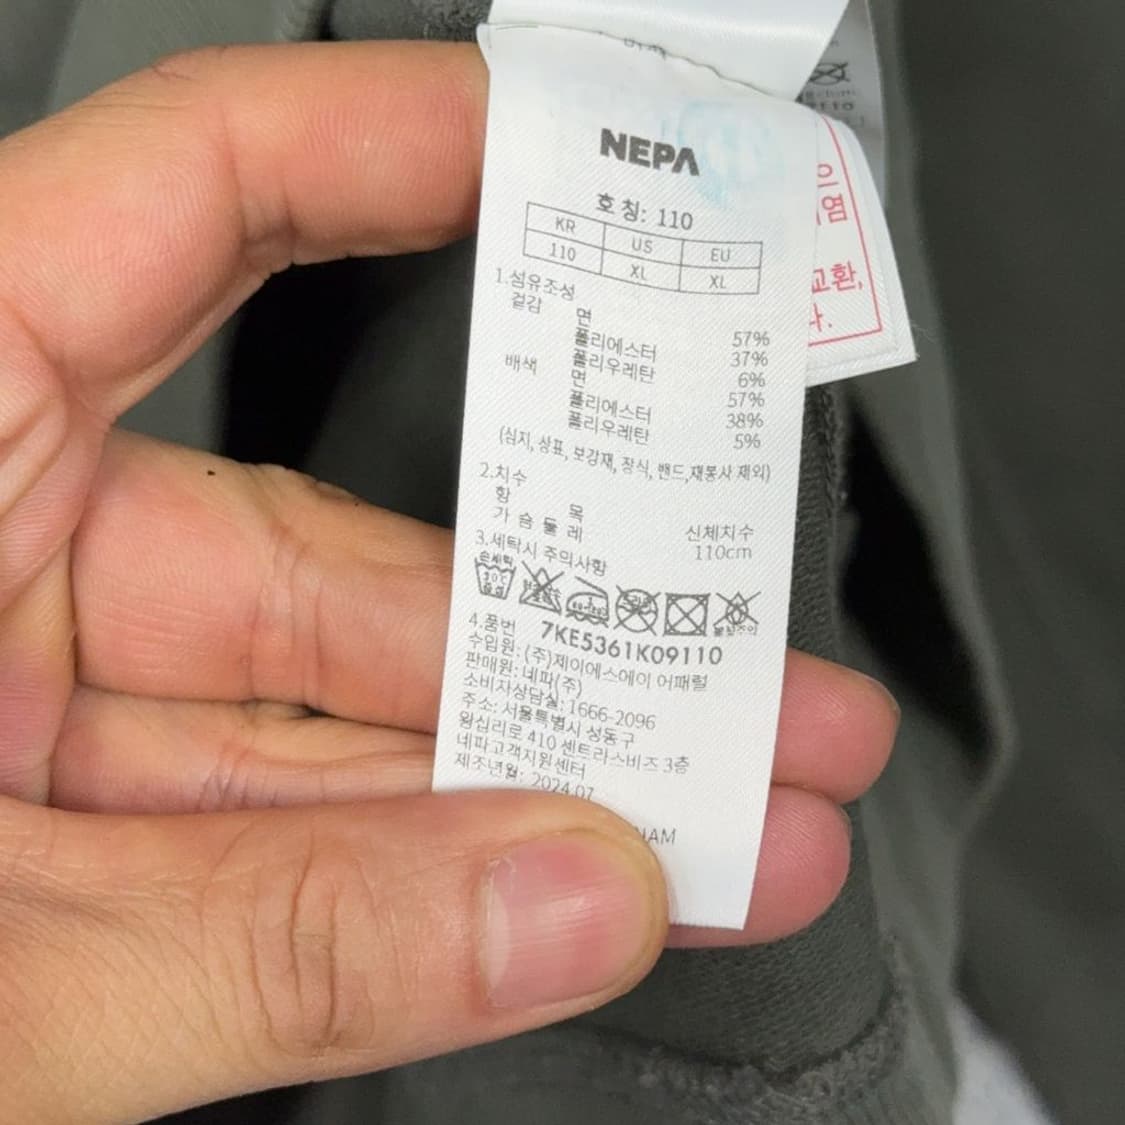 NEPA
호 칭: 110
KR US EU
110 XL XL
1.섬유조성
겉감 면 57%
폴리에스터 37%
폴리우레탄 6%
배색 면 57%
폴리에스터 38%
폴리우레탄 5%
(심지, 상표, 보강재, 장식, 밴드,재봉사 제외)
2.치수
항 목 신체치수
가 슴 둘 레 110cm
3.세탁시 주의사항
손세탁
30℃
중성
4.품번 7KE5361K09110
수입원: (주)제이에스에이 어패럴
판매원: 네파(주)
소비자상담실: 1666-2096
주소: 서울특별시 성동구
왕십리로 410 센트라스비즈 3층
네파고객지원센터
제조년월: 2024.07
NAM
으
염
교환,
다.